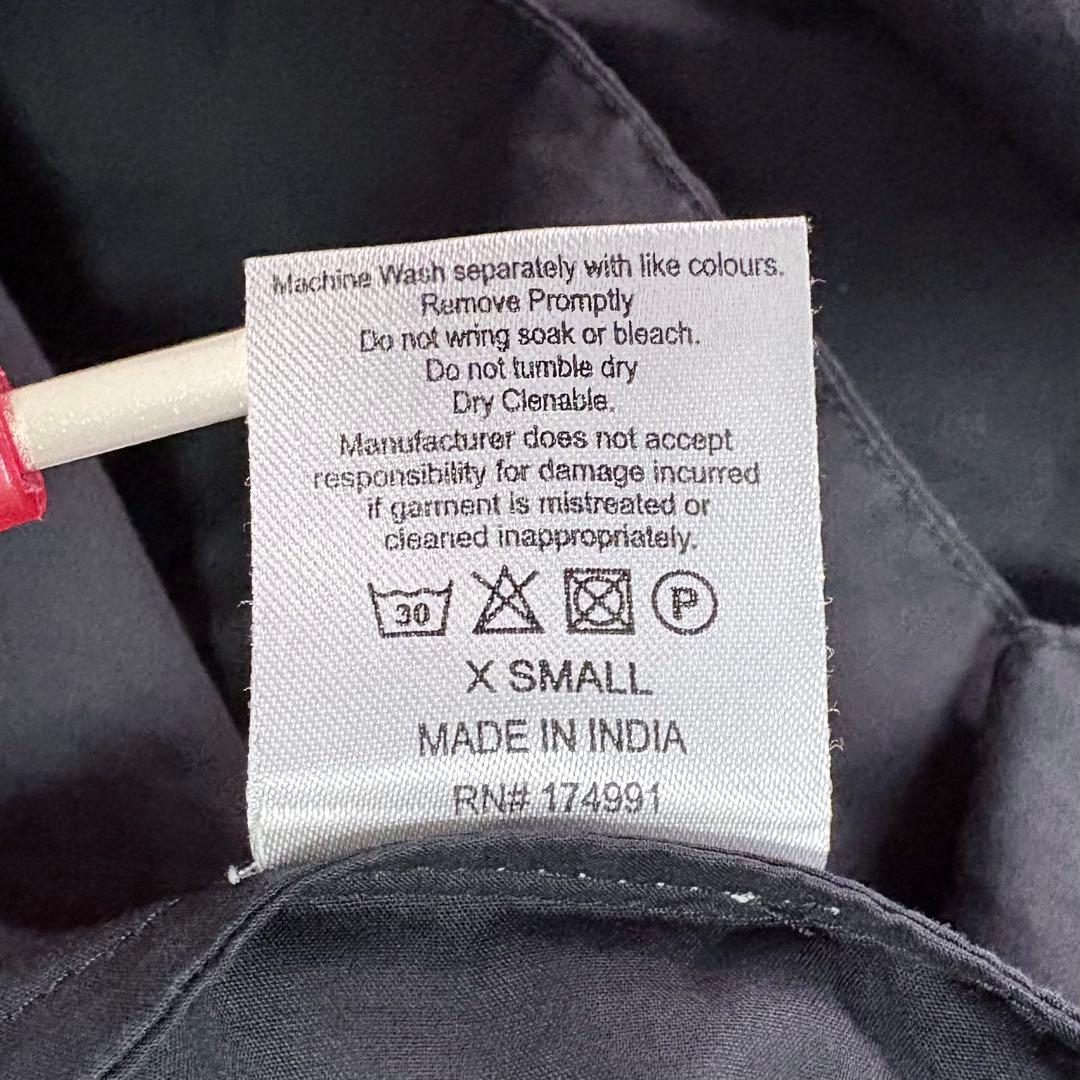 Machine Wash separately with like colours.
Remove Promptly
Do not wring soak or bleach.
Do not tumble dry
Dry Clenable.
Manufacturer does not accept
responsibility for damage incurred
if garment is mistreated or
cleaned inappropriately.
30 P
X SMALL
MADE IN INDIA
RN# 174991